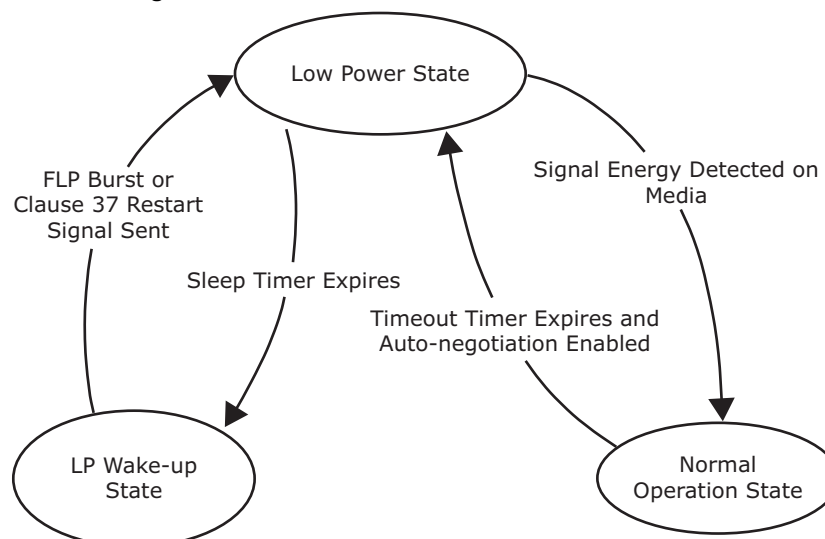 Low Power State
FLP Burst or
Clause 37 Restart
Signal Sent
Signal Energy Detected on
Media
Sleep Timer Expires
Timeout Timer Expires and
Auto-negotiation Enabled
LP Wake-up
State
Normal
Operation State